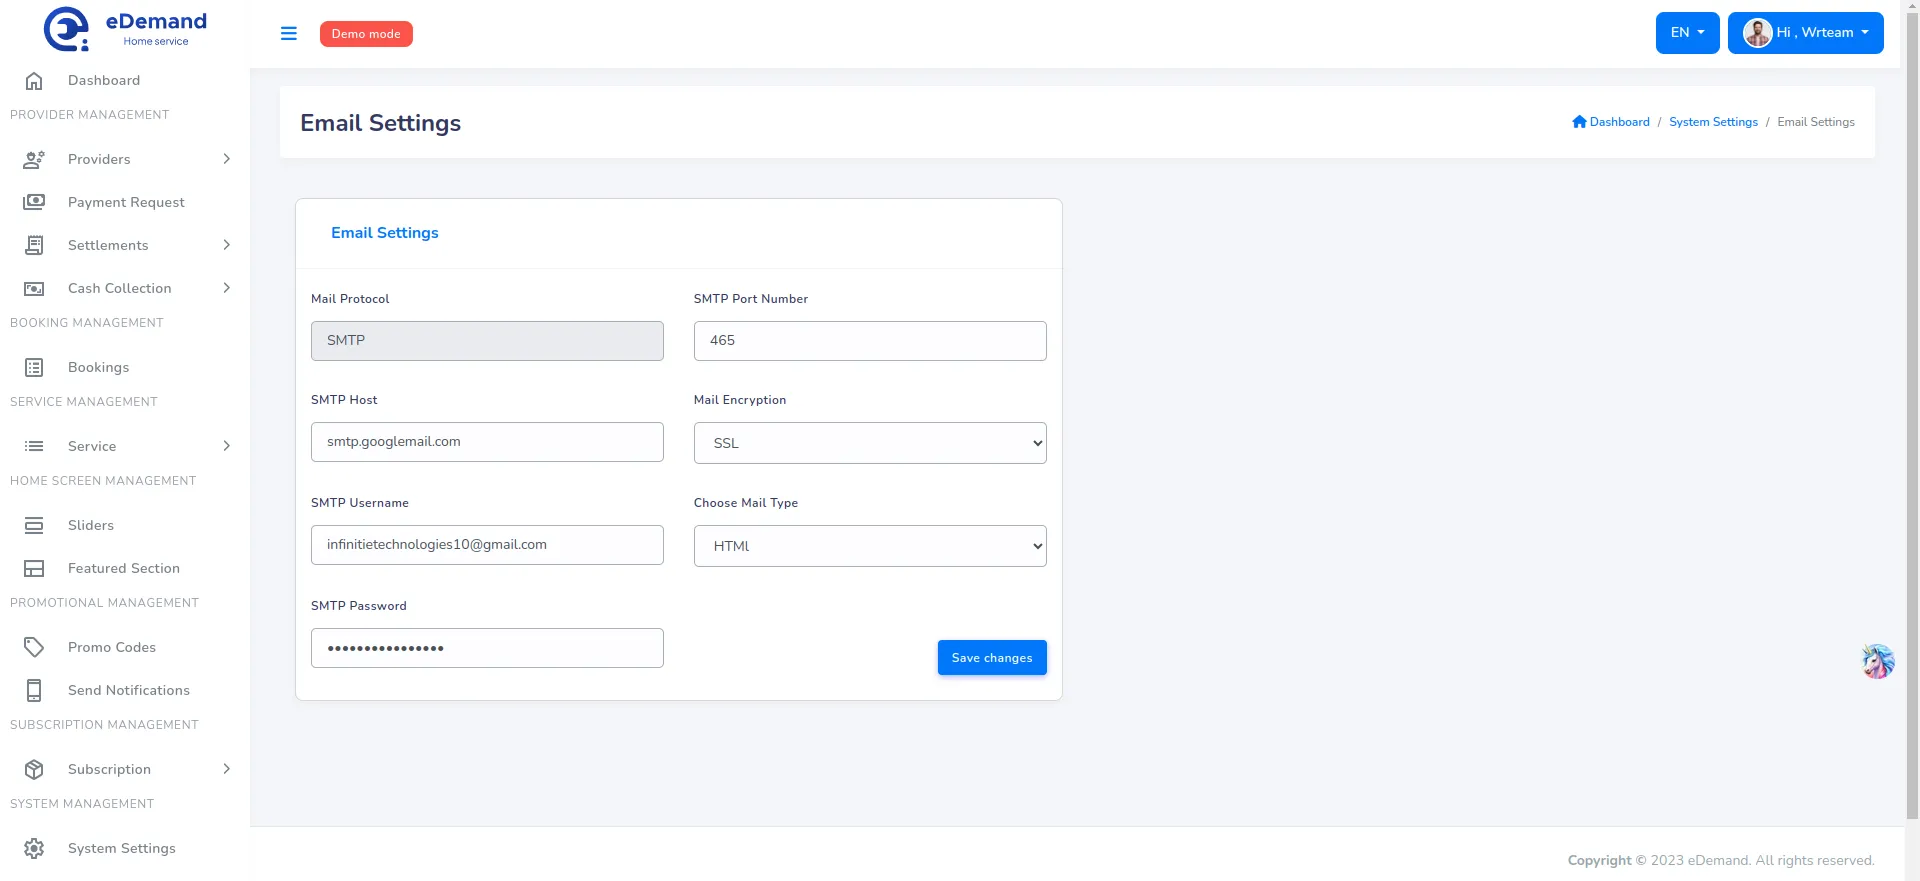 eDemand
Home service
Demo mode
EN
Hi , Wrteam
Dashboard
PROVIDER MANAGEMENT
Providers
Payment Request
Settlements
Cash Collection
BOOKING MANAGEMENT
Bookings
SERVICE MANAGEMENT
Service
HOME SCREEN MANAGEMENT
Sliders
Featured Section
PROMOTIONAL MANAGEMENT
Promo Codes
Send Notifications
SUBSCRIPTION MANAGEMENT
Subscription
SYSTEM MANAGEMENT
System Settings
Email Settings
Dashboard / System Settings / Email Settings
Email Settings
Mail Protocol
SMTP
SMTP Port Number
465
SMTP Host
smtp.googlemail.com
Mail Encryption
SSL
SMTP Username
infinitietechnologies10@gmail.com
Choose Mail Type
HTMl
SMTP Password
••••••••••••••••
Save changes
Copyright © 2023 eDemand. All rights reserved.